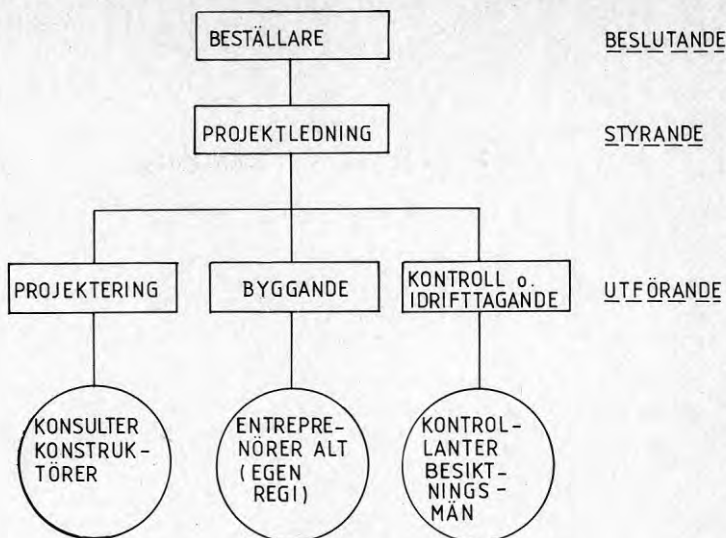 BESTÄLLARE
BESLUTANDE
PROJEKTLEDNING
STYRANDE
PROJEKTERING
BYGGANDE
KONTROLL o.
IDRIFTTAGANDE
UTFÖRANDE
KONSULTER
KONSTRUK-
TÖRER
ENTREPRE-
NÖRER ALT
(EGEN
REGI)
KONTROL-
LANTER
BESIKT-
NINGS-
MÄN